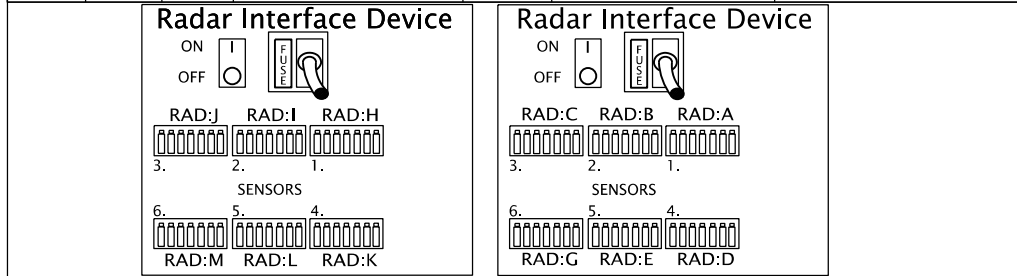 Radar Interface Device
ON I
OFF
FUSE
RAD:J RAD:I RAD:H
3. 2. 1.
SENSORS
6. 5. 4.
RAD:M RAD:L RAD:K
Radar Interface Device
ON I
OFF
FUSE
RAD:C RAD:B RAD:A
3. 2. 1.
SENSORS
6. 5. 4.
RAD:G RAD:E RAD:D